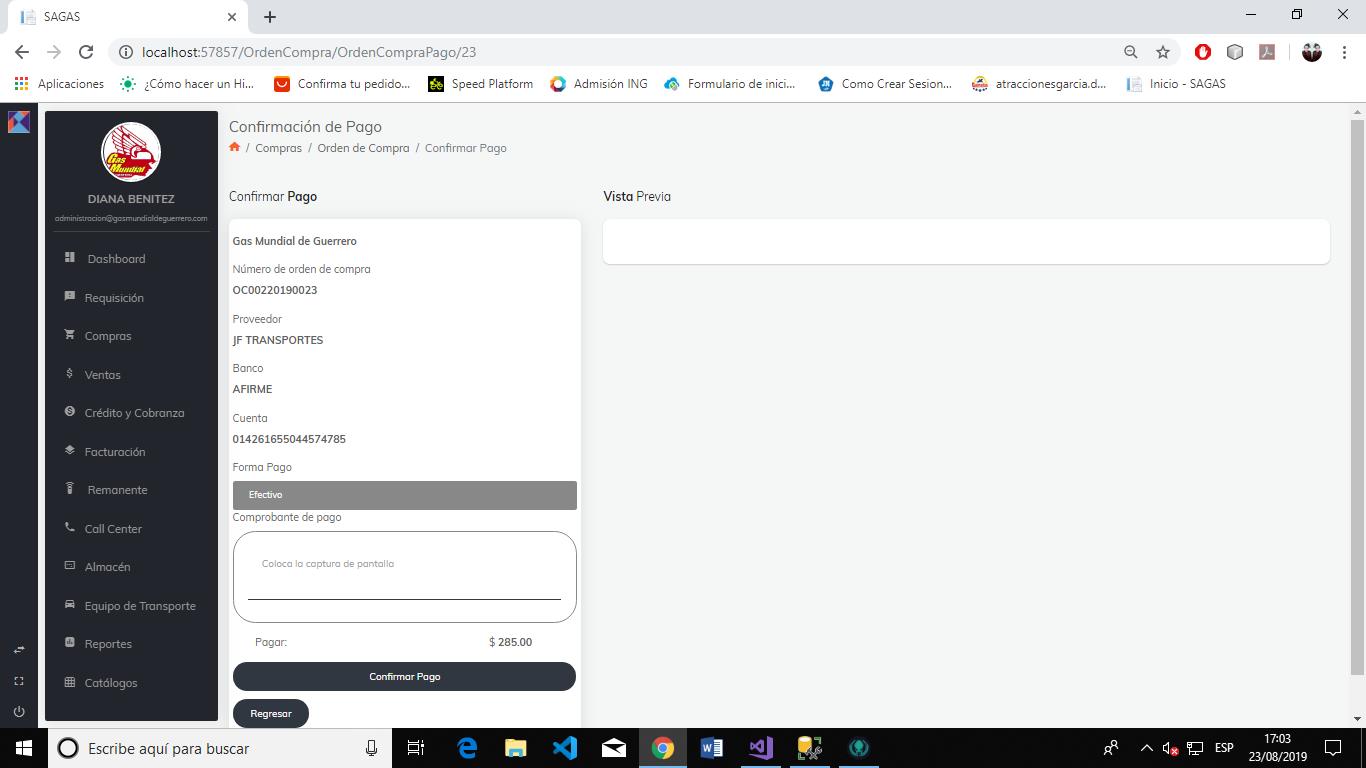 SAGAS
localhost:57857/OrdenCompra/OrdenCompraPago/23
Aplicaciones
¿Cómo hacer un Hi...
Confirma tu pedido...
Speed Platform
Admisión ING
Formulario de inici...
Como Crear Sesion...
atraccionesgarcia.d...
Inicio - SAGAS
Gas Mundial
DIANA BENITEZ
administracion@gasmundialdeguerrero.com
Dashboard
Requisición
Compras
Ventas
Crédito y Cobranza
Facturación
Remanente
Call Center
Almacén
Equipo de Transporte
Reportes
Catálogos
Confirmación de Pago
/ Compras / Orden de Compra / Confirmar Pago
Confirmar Pago
Gas Mundial de Guerrero
Número de orden de compra
OC00220190023
Proveedor
JF TRANSPORTES
Banco
AFIRME
Cuenta
014261655044574785
Forma Pago
Efectivo
Comprobante de pago
Coloca la captura de pantalla
Pagar: $ 285.00
Confirmar Pago
Regresar
Vista Previa
Escribe aquí para buscar
ESP
17:03
23/08/2019